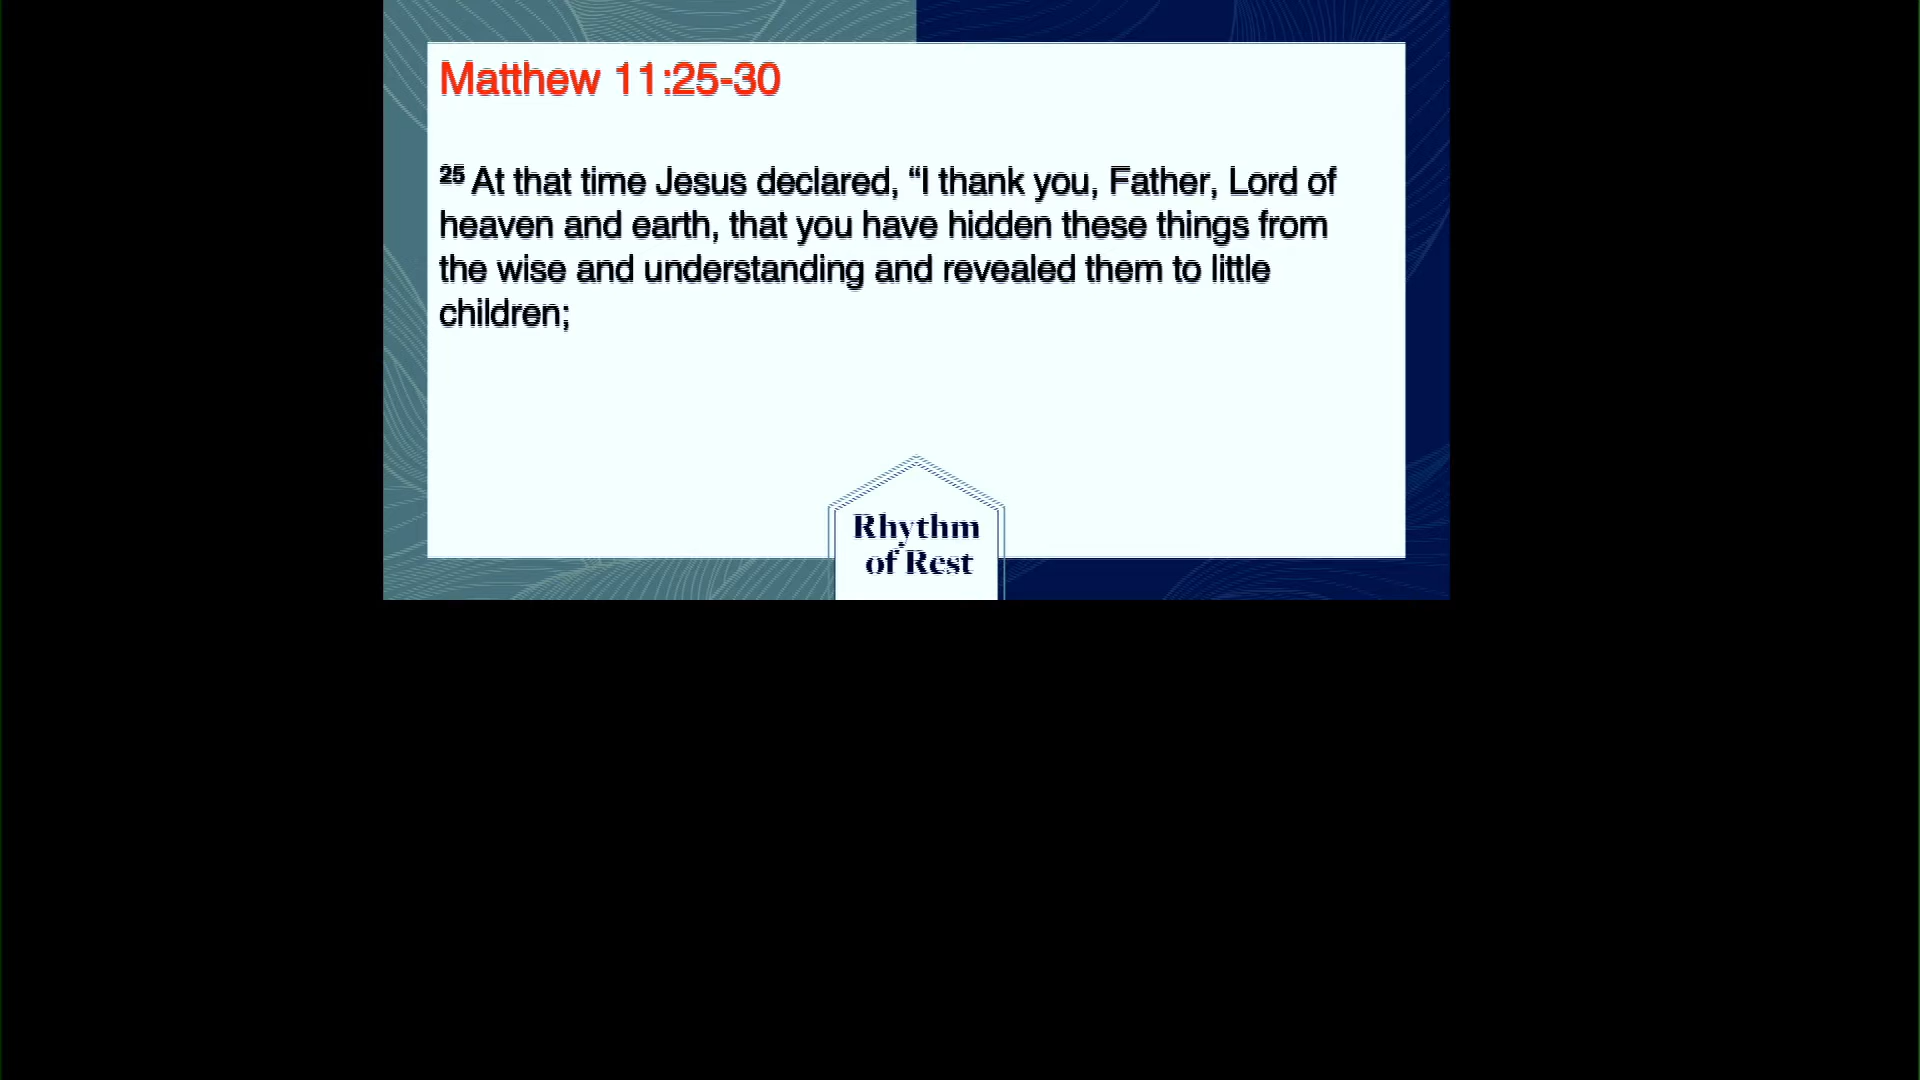 Matthew 11:25-30
25 At that time Jesus declared, “I thank you, Father, Lord of
heaven and earth, that you have hidden these things from
the wise and understanding and revealed them to little
children;
Rhythm
of Rest